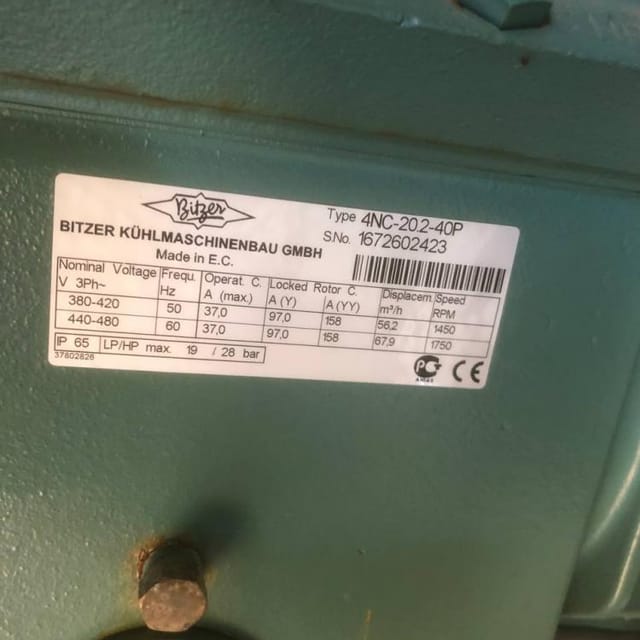 Bitzer
BITZER KÜHLMASCHINENBAU GMBH
Made in E.C.
Type 4NC-20.2-40P
S.No. 1672602423
Nominal Voltage Frequ. Operat. C. Locked Rotor C. Displacem. Speed
V 3Ph~ Hz A (max.) A (Y) A (YY) m³/h RPM
380-420 50 37,0 97,0 158 56,2 1450
440-480 60 37,0 97,0 158 67,9 1750
IP 65 LP/HP max. 19 / 28 bar
37602826
CE